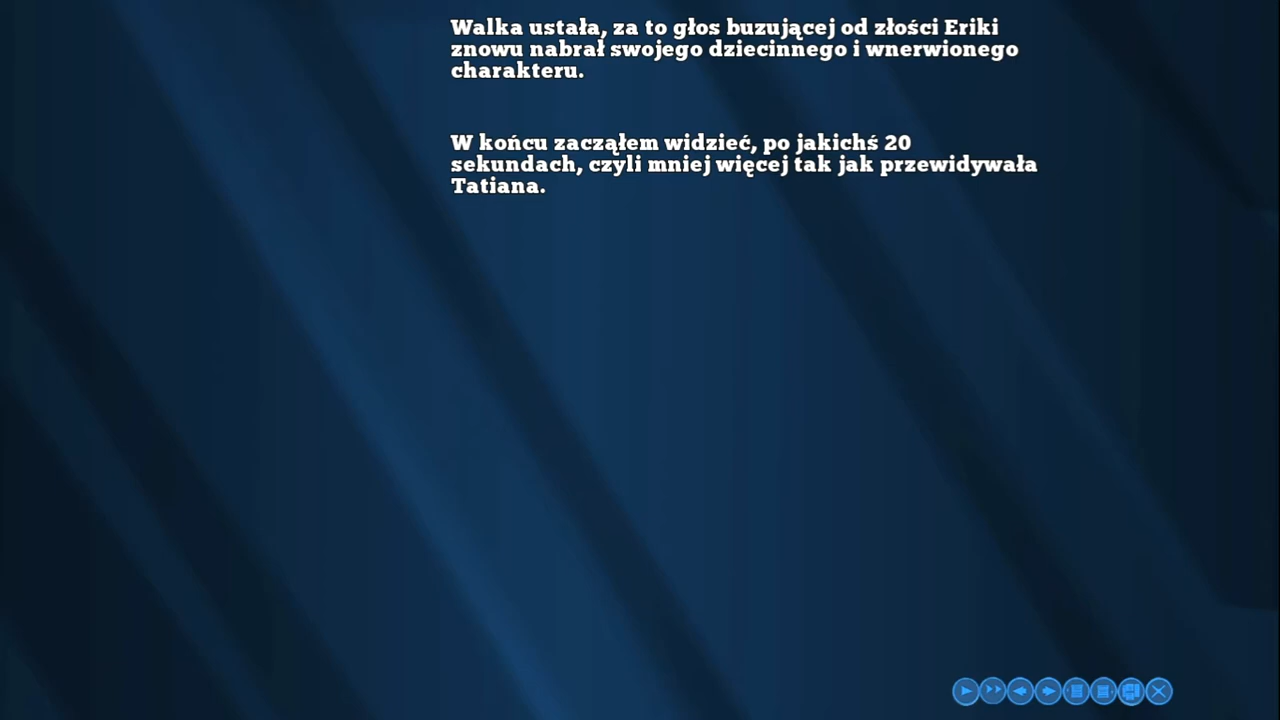 Walka ustała, za to głos buzującej od złości Eriki
znowu nabrał swojego dziecinnego i wnerwionego
charakteru.
W końcu zacząłem widzieć, po jakichś 20
sekundach, czyli mniej więcej tak jak przewidywała
Tatiana.